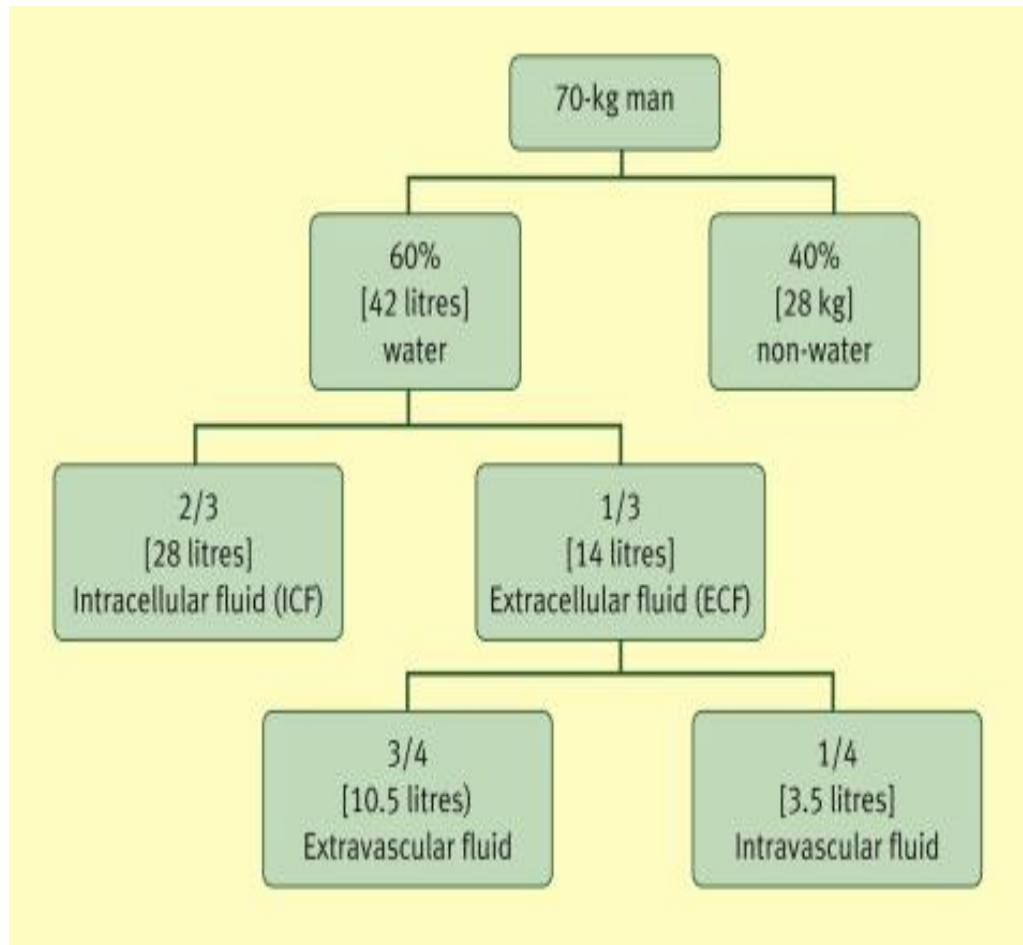 70-kg man
60%
[42 litres]
water
40%
[28 kg]
non-water
2/3
[28 litres]
Intracellular fluid (ICF)
1/3
[14 litres]
Extracellular fluid (ECF)
3/4
[10.5 litres)
Extravascular fluid
1/4
[3.5 litres]
Intravascular fluid